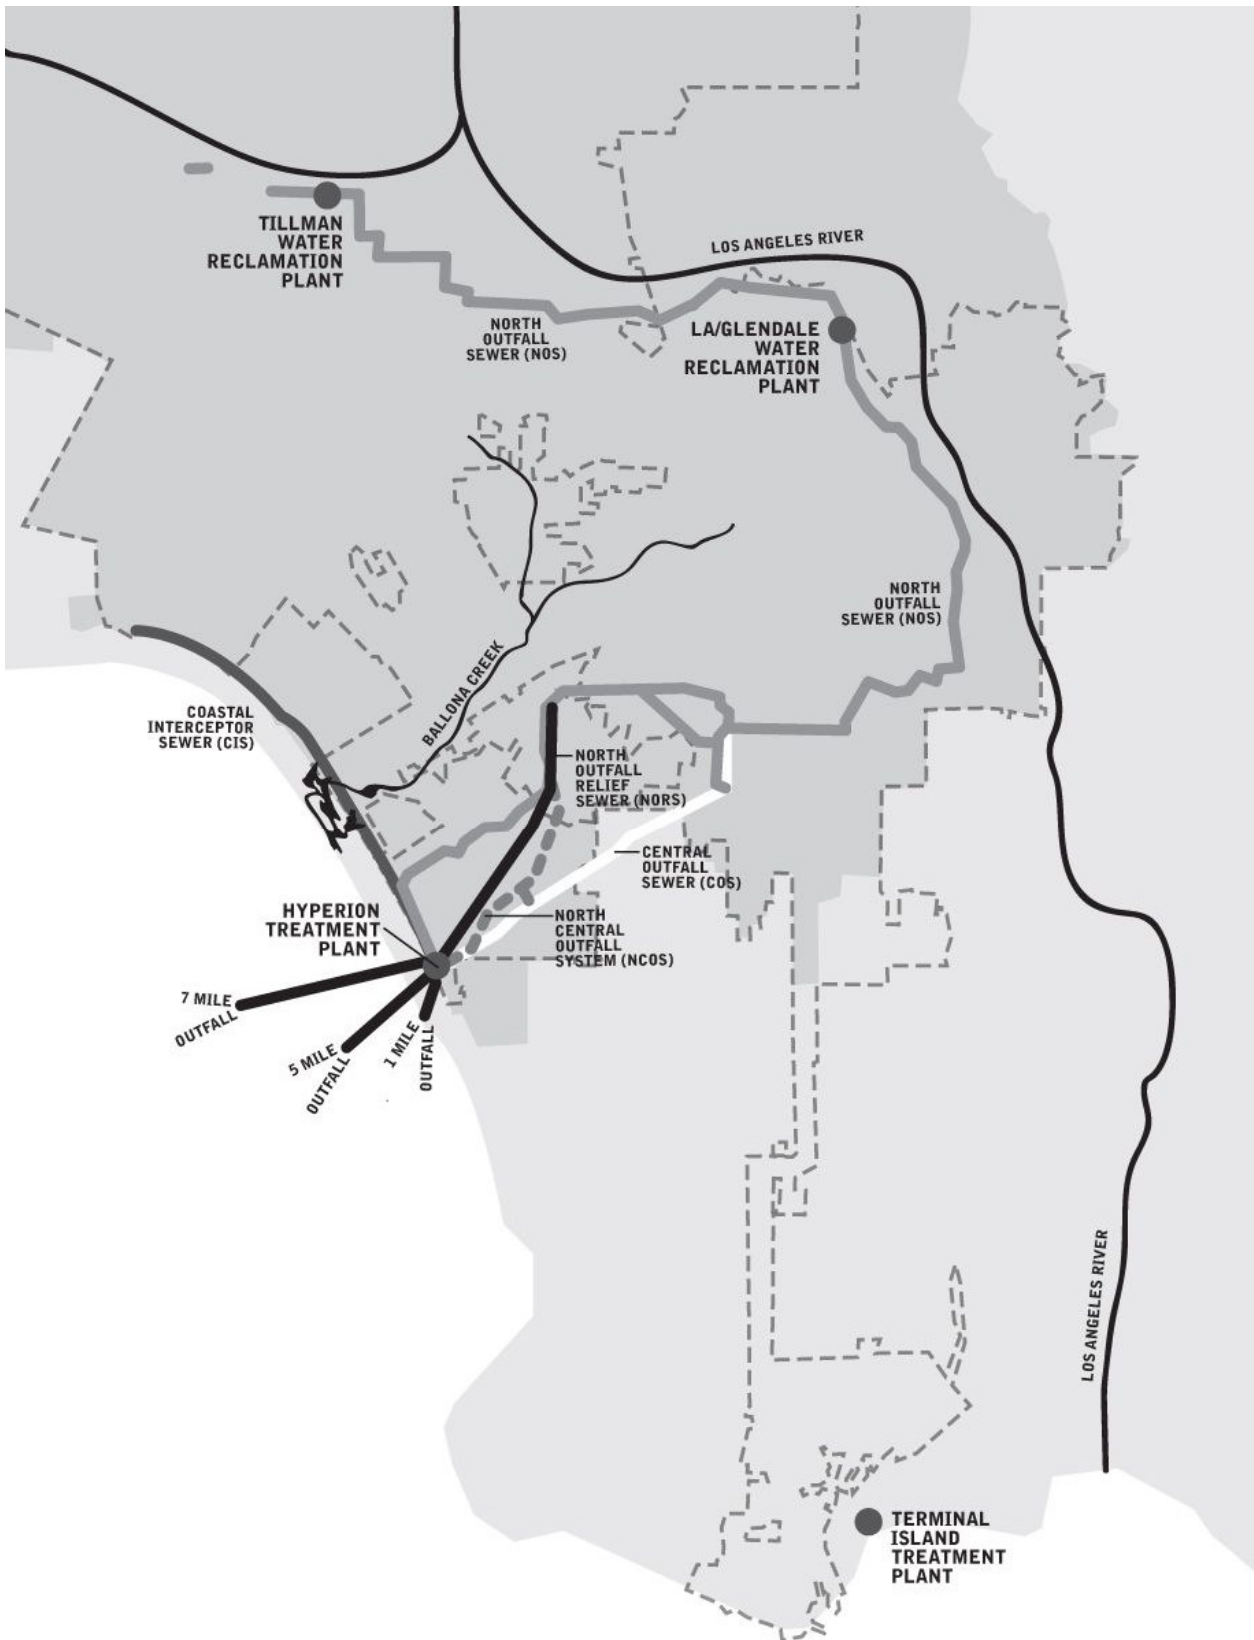 LOS ANGELES RIVER
TILLMAN
WATER
RECLAMATION
PLANT
NORTH
OUTFALL
SEWER (NOS)
LA/GLENDALE
WATER
RECLAMATION
PLANT
NORTH
OUTFALL
SEWER (NOS)
BALLONA CREEK
COASTAL
INTERCEPTOR
SEWER (CIS)
NORTH
OUTFALL
RELIEF
SEWER (NORS)
CENTRAL
OUTFALL
SEWER (COS)
HYPERION
TREATMENT
PLANT
NORTH
CENTRAL
OUTFALL
SYSTEM (NCOS)
7 MILE
OUTFALL
5 MILE
OUTFALL
1 MILE
OUTFALL
LOS ANGELES RIVER
TERMINAL
ISLAND
TREATMENT
PLANT